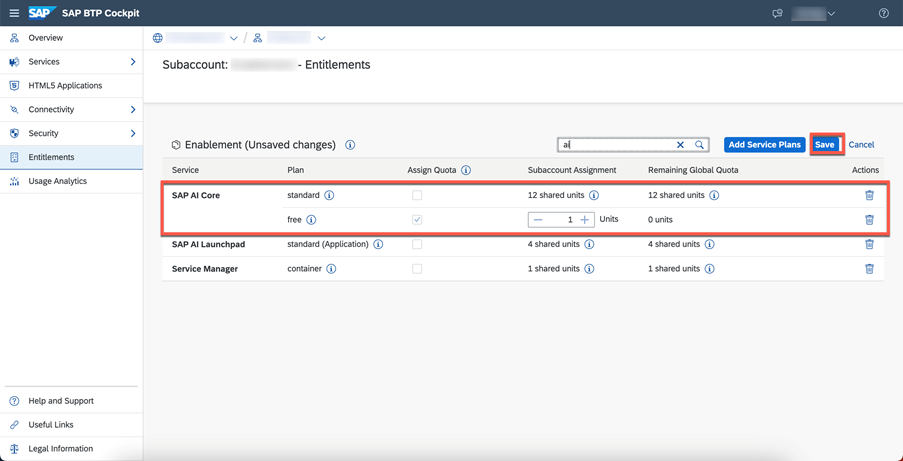 SAP SAP BTP Cockpit
Overview
Services
HTML5 Applications
Connectivity
Security
Entitlements
Usage Analytics
Help and Support
Useful Links
Legal Information
/
Subaccount: - Entitlements
Enablement (Unsaved changes) ai Add Service Plans Save Cancel
Service Plan Assign Quota Subaccount Assignment Remaining Global Quota Actions
SAP AI Core standard 12 shared units 12 shared units
free 1 Units 0 units
SAP AI Launchpad standard (Application) 4 shared units 4 shared units
Service Manager container 1 shared units 1 shared units